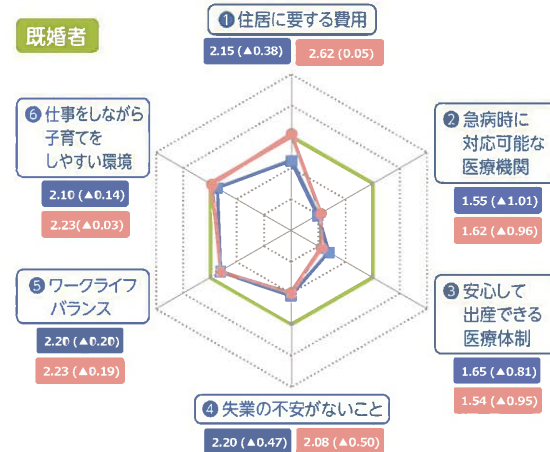 既婚者
❶住居に要する費用
2.15 (▲0.38) 2.62 (0.05)
❷急病時に
対応可能な
医療機関
1.55 (▲1.01)
1.62 (▲0.96)
❸安心して
出産できる
医療体制
1.65 (▲0.81)
1.54 (▲0.95)
❹失業の不安がないこと
2.20 (▲0.47) 2.08 (▲0.50)
❺ワークライフ
バランス
2.20 (▲0.20)
2.23 (▲0.19)
❻仕事をしながら
子育てを
しやすい環境
2.10 (▲0.14)
2.23(▲0.03)